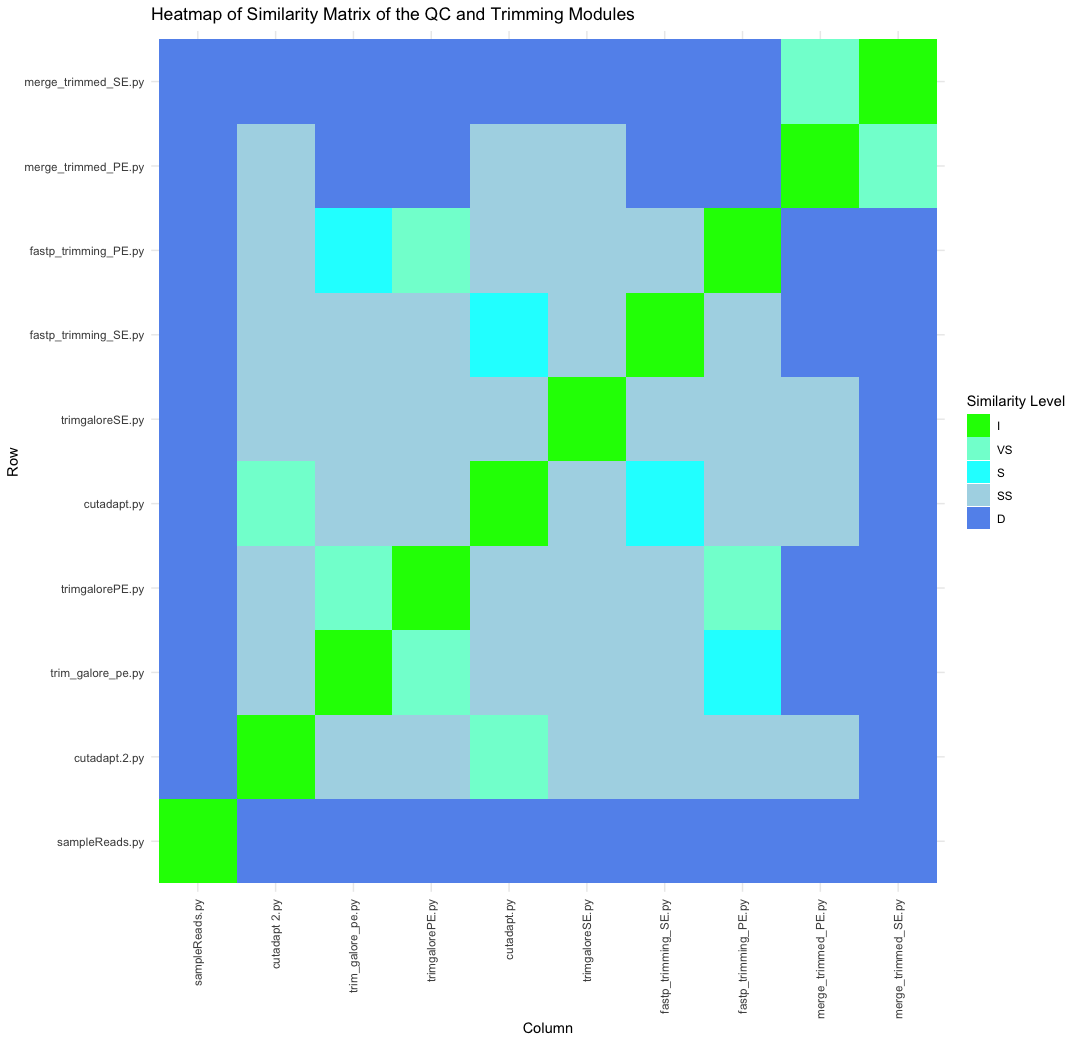 Heatmap of Similarity Matrix of the QC and Trimming Modules
merge_trimmed_SE.py
merge_trimmed_PE.py
fastp_trimming_PE.py
fastp_trimming_SE.py
trimgaloreSE.py
cutadapt.py
trimgalorePE.py
trim_galore_pe.py
cutadapt.2.py
sampleReads.py
Row
sampleReads.py
cutadapt 2.py
trim_galore_pe.py
trimgalorePE.py
cutadapt.py
trimgaloreSE.py
fastp_trimming_SE.py
fastp_trimming_PE.py
merge_trimmed_PE.py
merge_trimmed_SE.py
Column
Similarity Level
I
VS
S
SS
D